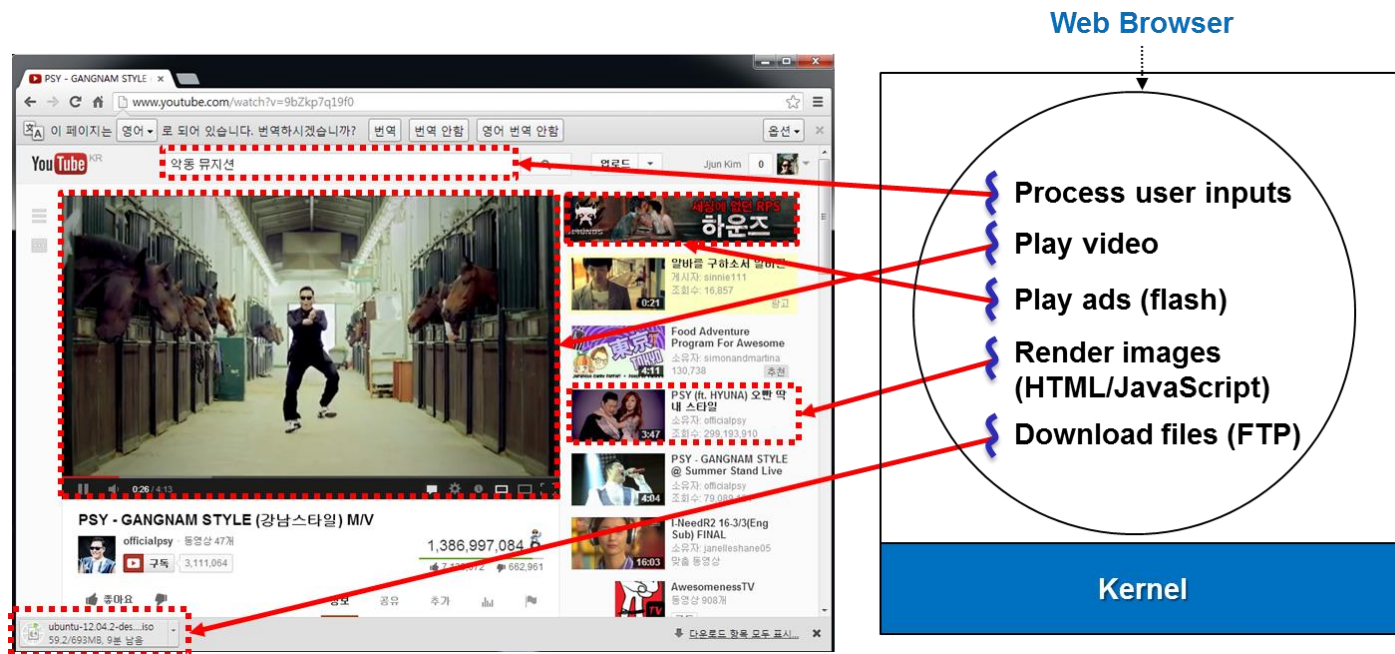 Web Browser
PSY - GANGNAM STYLE
www.youtube.com/watch?v=9bZkp7q19f0
이 페이지는 영어 로 되어 있습니다. 번역하시겠습니까? 번역 번역 안함 영어 번역 안함 옵션
YouTube KR
악동 뮤지션
업로드
Jjun Kim 0
세상에 없던 RPS
하운즈
알바를 구하소서
게시자: sinnie111
조회수: 16,857
광고
0:21
Food Adventure
Program For Awesome
소유자: simonandmartina
130,738
추천
4:11
PSY (ft. HYUNA) 오빤 딱
내 스타일
소유자: officialpsy
조회수: 299,193,910
3:47
PSY - GANGNAM STYLE
@ Summer Stand Live
소유자: officialpsy
4:04
I-NeedR2 16-3/3(Eng
Sub) FINAL
소유자: janelleshane05
맞춤 동영상
16:03
AwesomenessTV
동영상 908개
0:26 / 4:13
PSY - GANGNAM STYLE (강남스타일) M/V
officialpsy · 동영상 47개
구독 3,111,064
1,386,997,084
662,961
좋아요
정보 공유 추가
ubuntu-12.04.2-des....iso
59.2/693MB, 9분 남음
다운로드 항목 모두 표시...
Process user inputs
Play video
Play ads (flash)
Render images
(HTML/JavaScript)
Download files (FTP)
Kernel